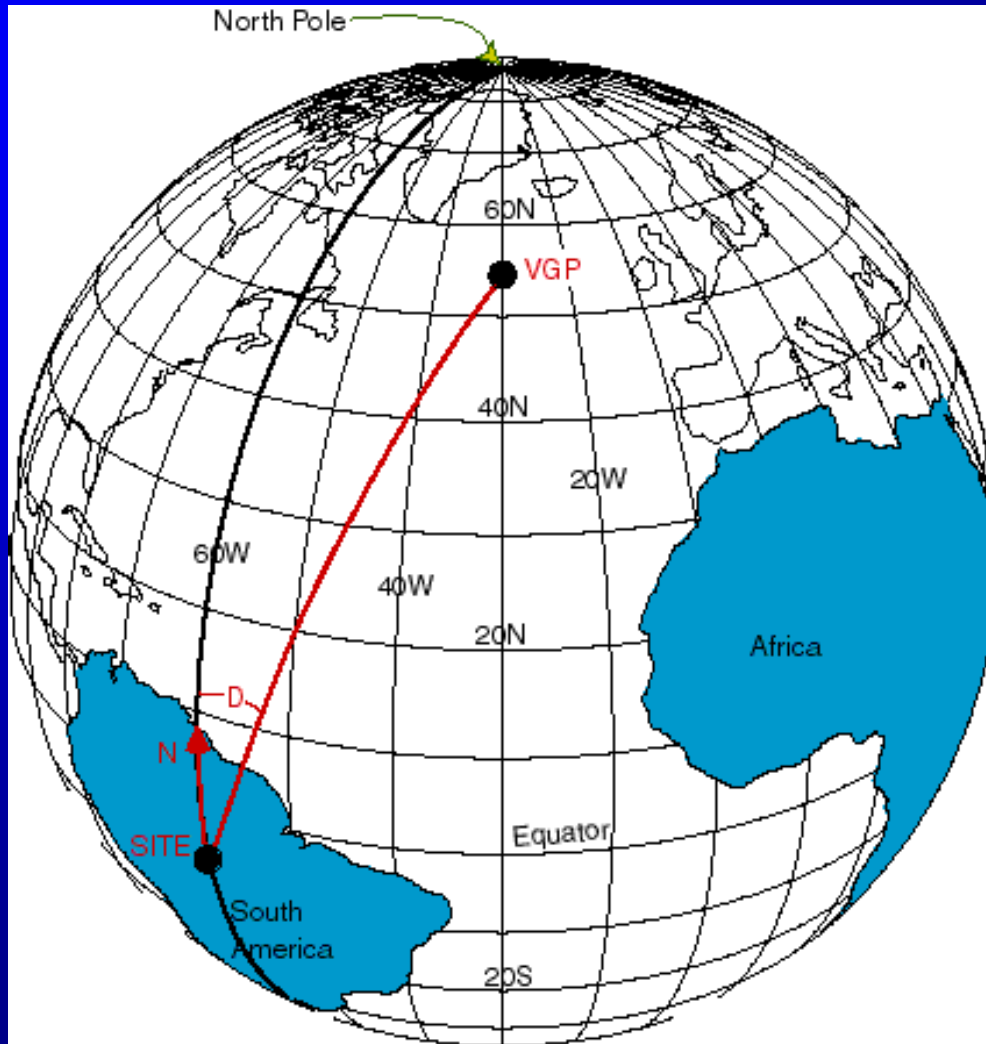 North Pole
60N
VGP
40N
20W
60W
40W
20N
Africa
D
N
Equator
SITE
South
America
20S